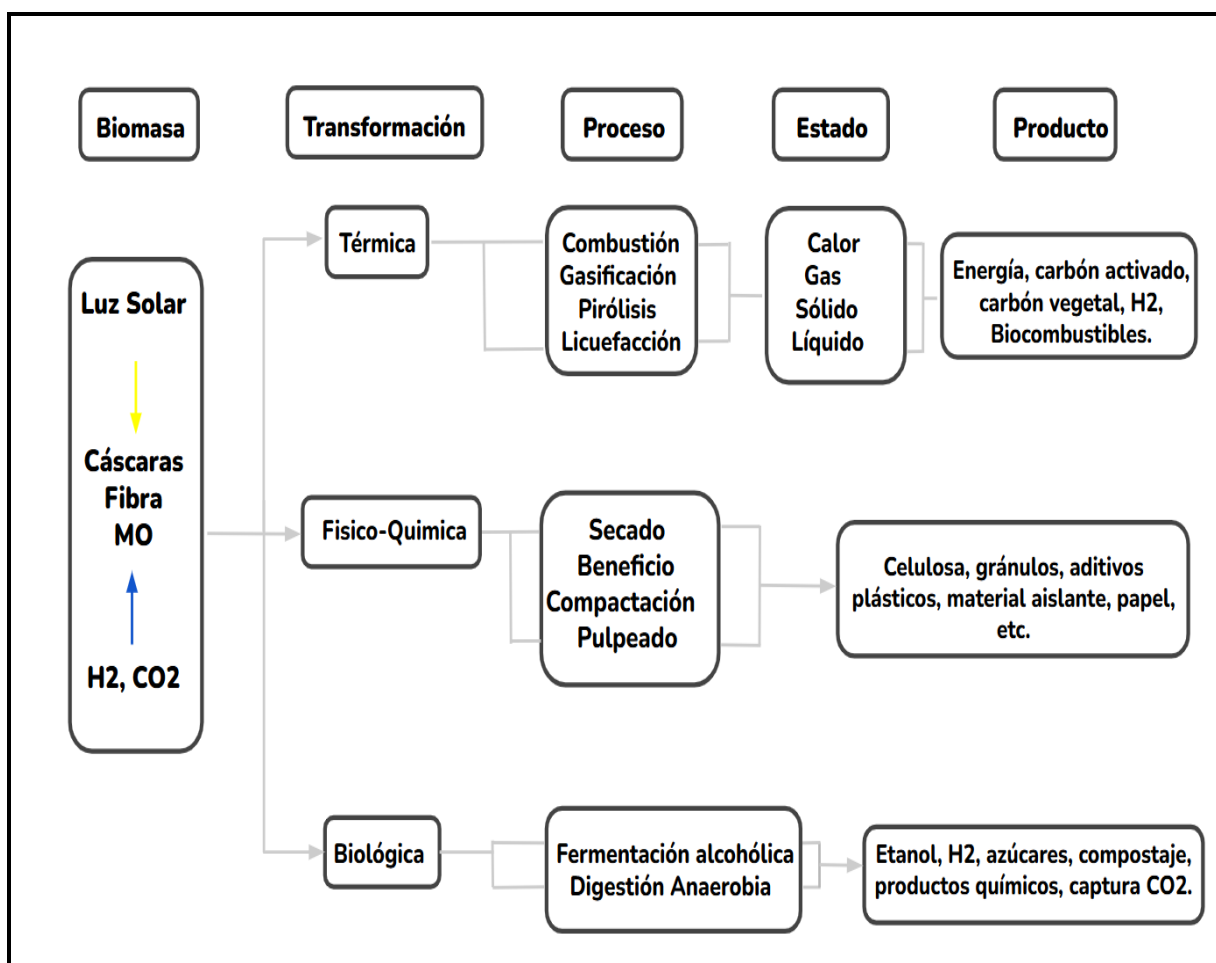 Biomasa
Transformación
Proceso
Estado
Producto
Luz Solar
Cáscaras
Fibra
MO
H2, CO2
Térmica
Combustión
Gasificación
Pirólisis
Licuefacción
Calor
Gas
Sólido
Líquido
Energía, carbón activado,
carbón vegetal, H2,
Biocombustibles.
Fisico-Quimica
Secado
Beneficio
Compactación
Pulpeado
Celulosa, gránulos, aditivos
plásticos, material aislante, papel,
etc.
Biológica
Fermentación alcohólica
Digestión Anaerobia
Etanol, H2, azúcares, compostaje,
productos químicos, captura CO2.